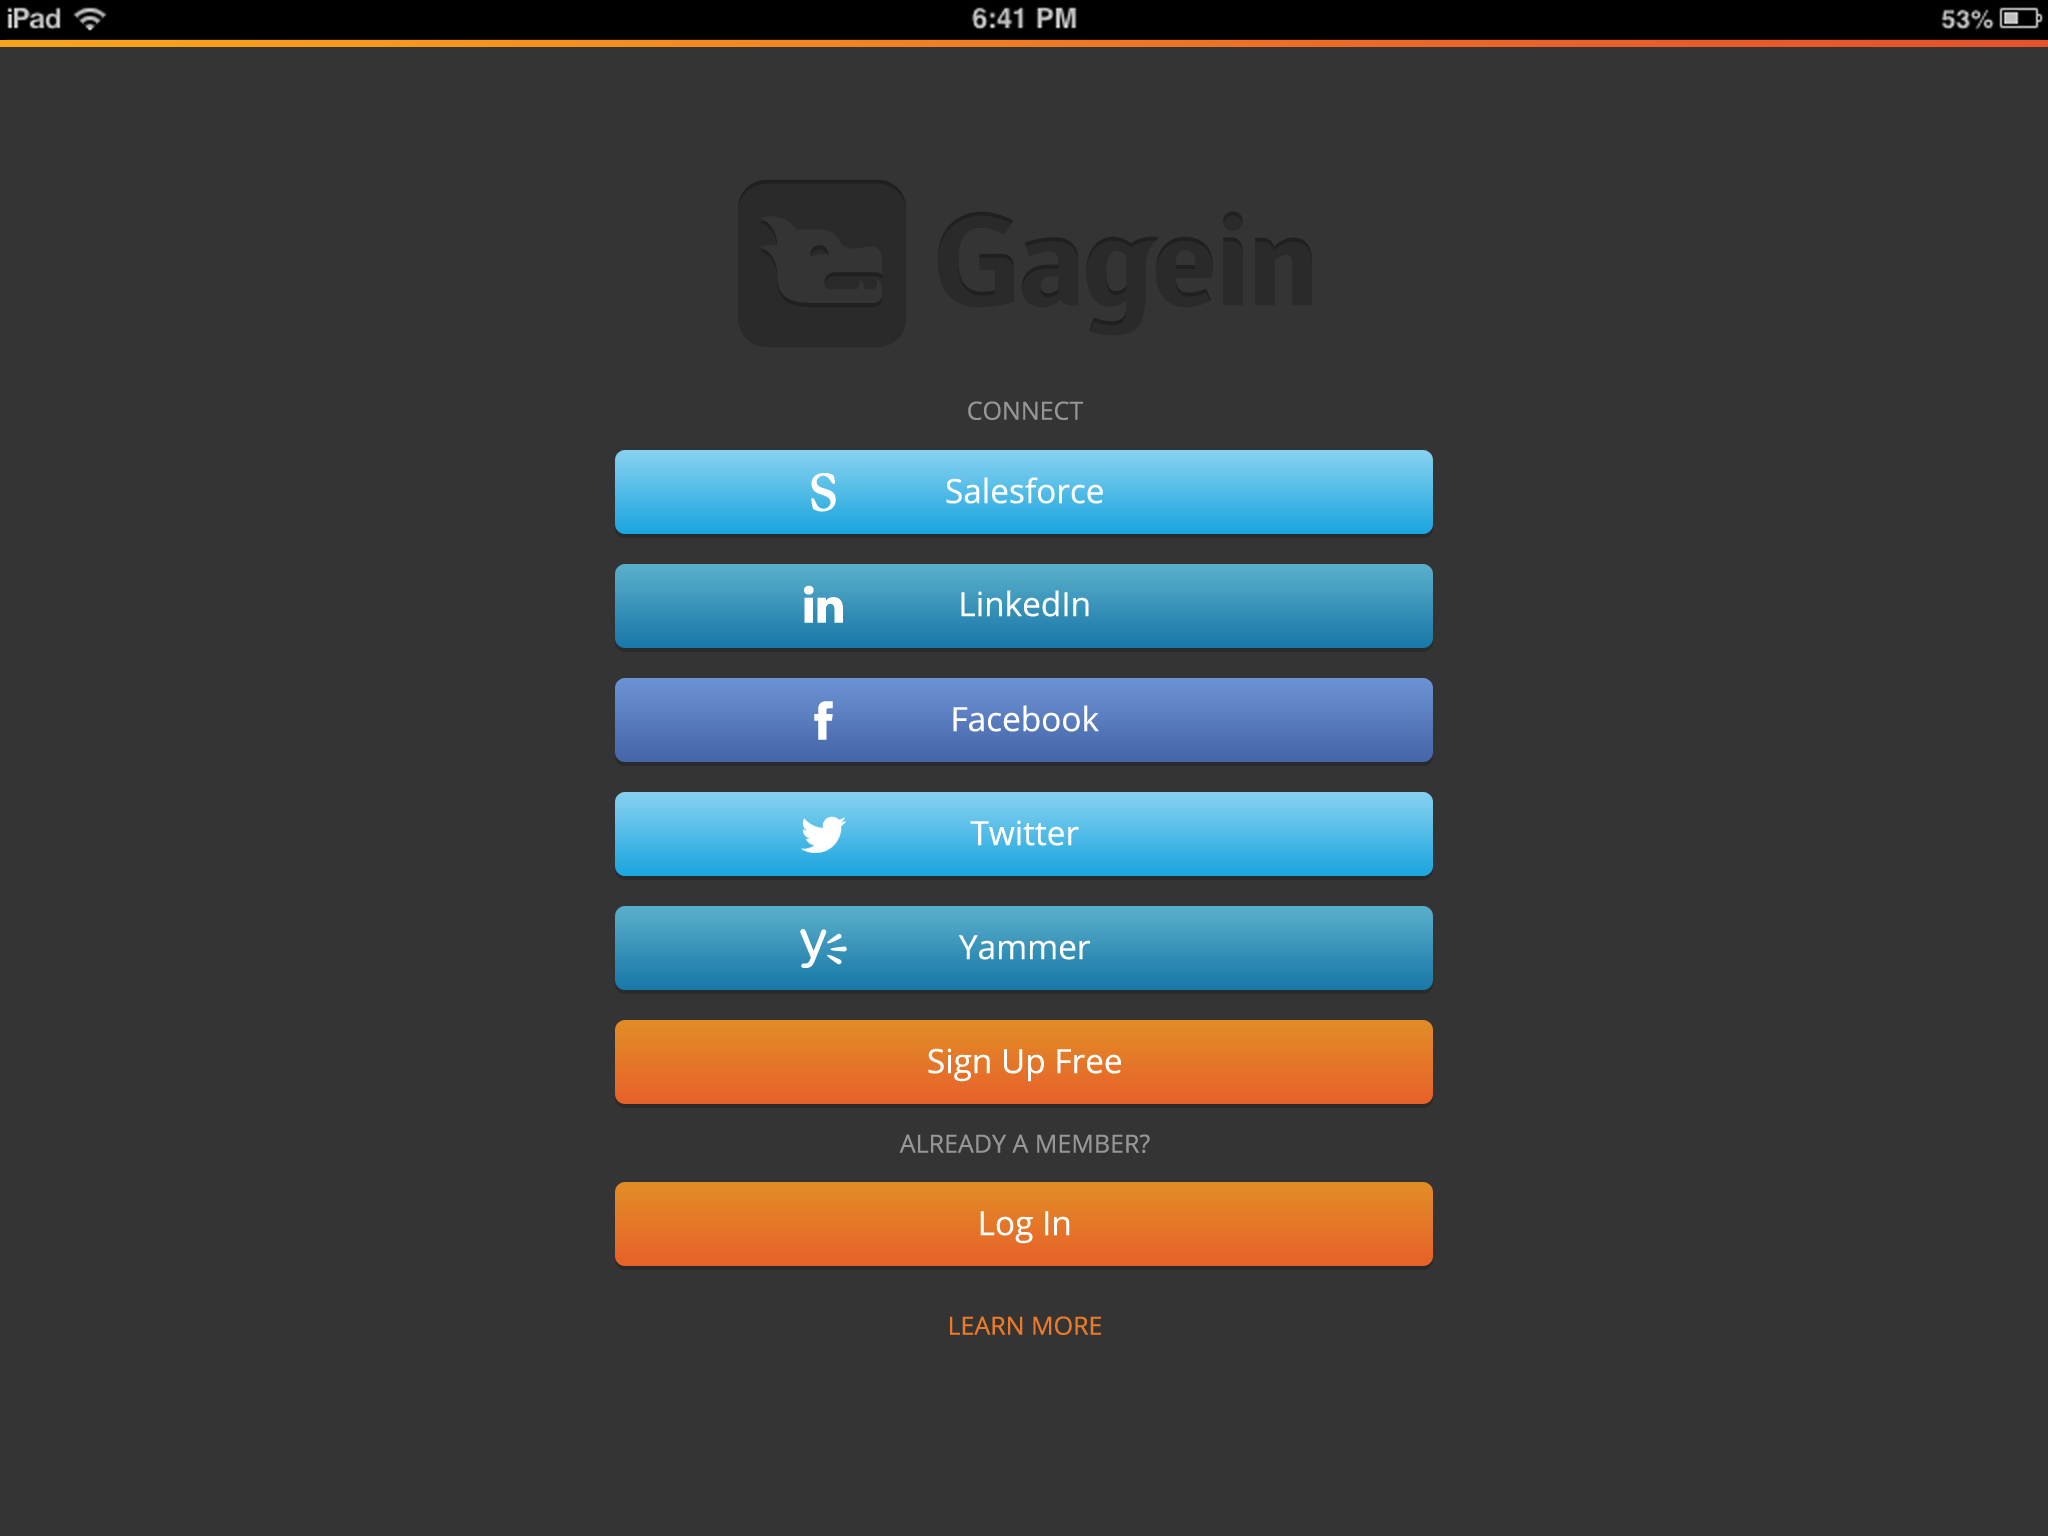 iPad 6:41 PM 53%
Gagein
CONNECT
S Salesforce
in LinkedIn
f Facebook
Twitter
y Yammer
Sign Up Free
ALREADY A MEMBER?
Log In
LEARN MORE